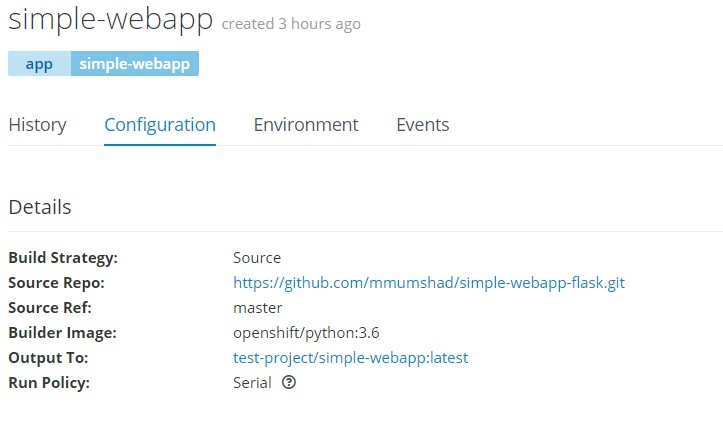 simple-webapp created 3 hours ago
app simple-webapp
History Configuration Environment Events
Details
Build Strategy: Source
Source Repo: https://github.com/mmumshad/simple-webapp-flask.git
Source Ref: master
Builder Image: openshift/python:3.6
Output To: test-project/simple-webapp:latest
Run Policy: Serial ?